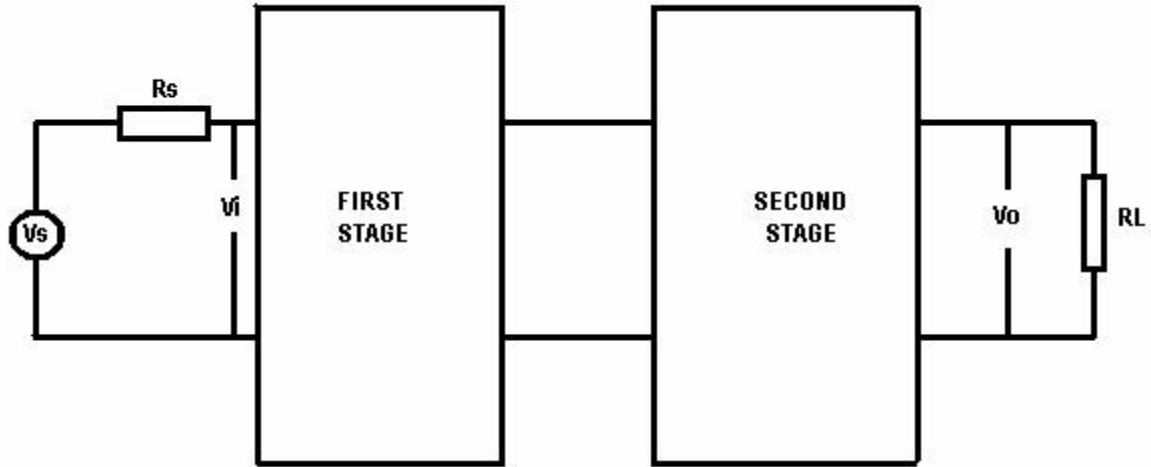 Rs
Vs
Vi
FIRST
STAGE
SECOND
STAGE
Vo
RL